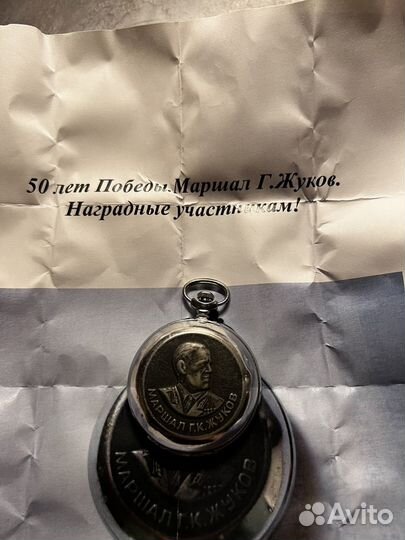 50 лет Победы.Маршал Г.Жуков.
Наградные участникам!
МАРШАЛ Г.К.ЖУКОВ
МАРШАЛ Г.К.ЖУКОВ
Avito